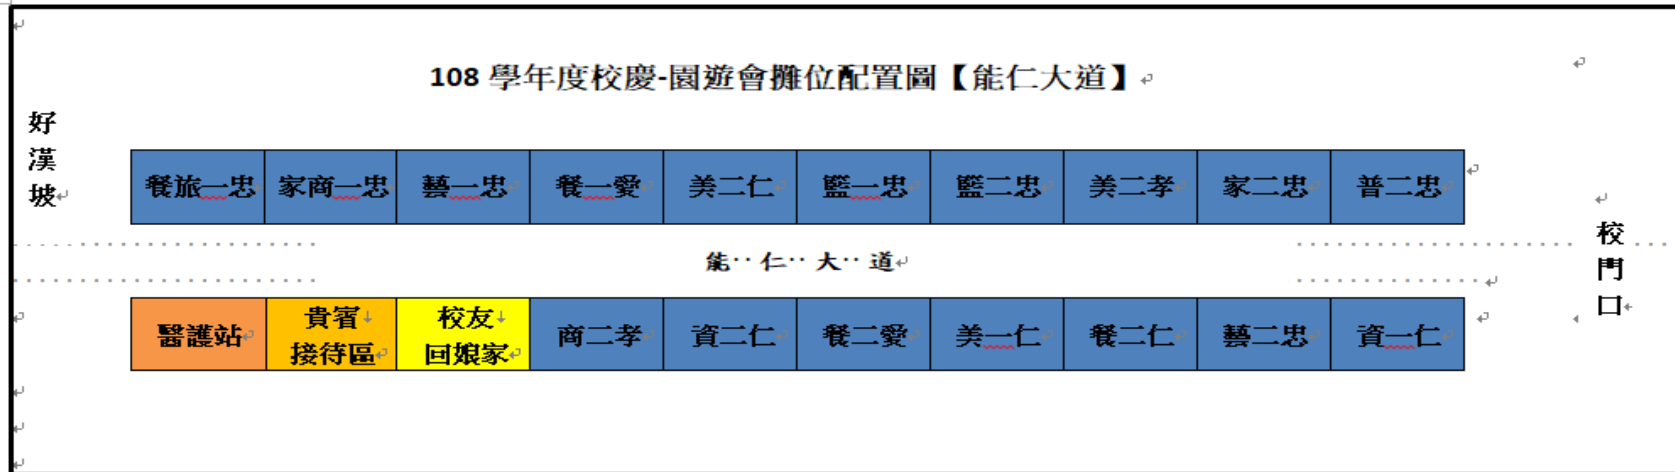 108 學年度校慶-園遊會攤位配置圖【能仁大道】
好漢坡
餐旅一忠 家商一忠 藝一忠 餐一愛 美二仁 籃一忠 籃二忠 美二孝 家二忠 普二忠
能 仁 大 道
校門口
醫護站 貴賓接待區 校友回娘家 商二孝 資二仁 餐二愛 美一仁 餐二仁 藝二忠 資一仁